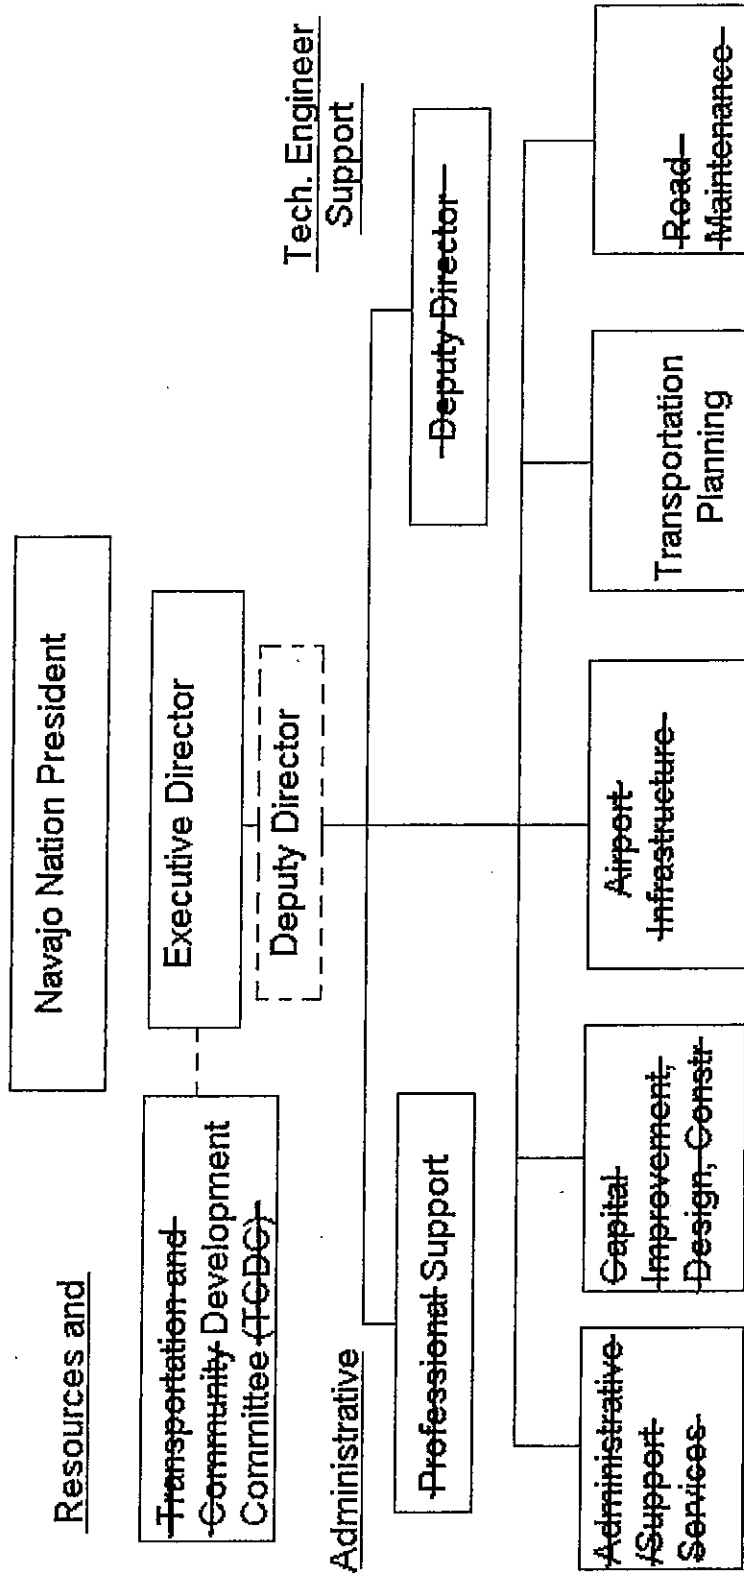 Navajo Nation President
Resources and
Transportation and
Community Development
Committee (TCDC)
Executive Director
Deputy Director
Administrative
Professional Support
Tech. Engineer
Support
Deputy Director
Administrative
/Support
Services
Capital
Improvement,
Design, Constr
Airport
Infrastructure
Transportation
Planning
Road
Maintenance